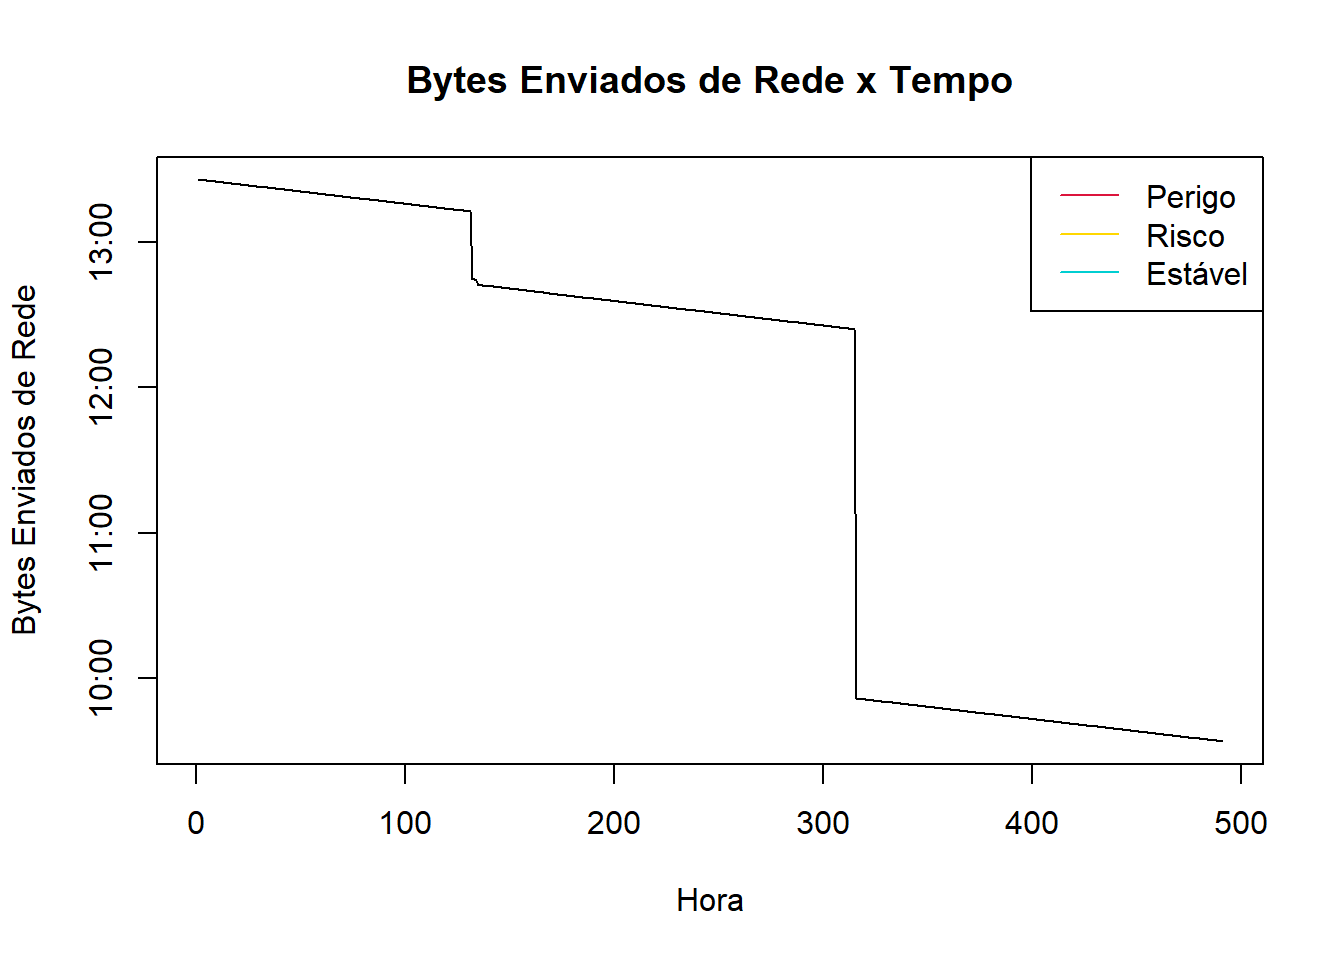 Bytes Enviados de Rede x Tempo
Perigo
Risco
Estável
Bytes Enviados de Rede
13:00
12:00
11:00
10:00
0 100 200 300 400 500
Hora